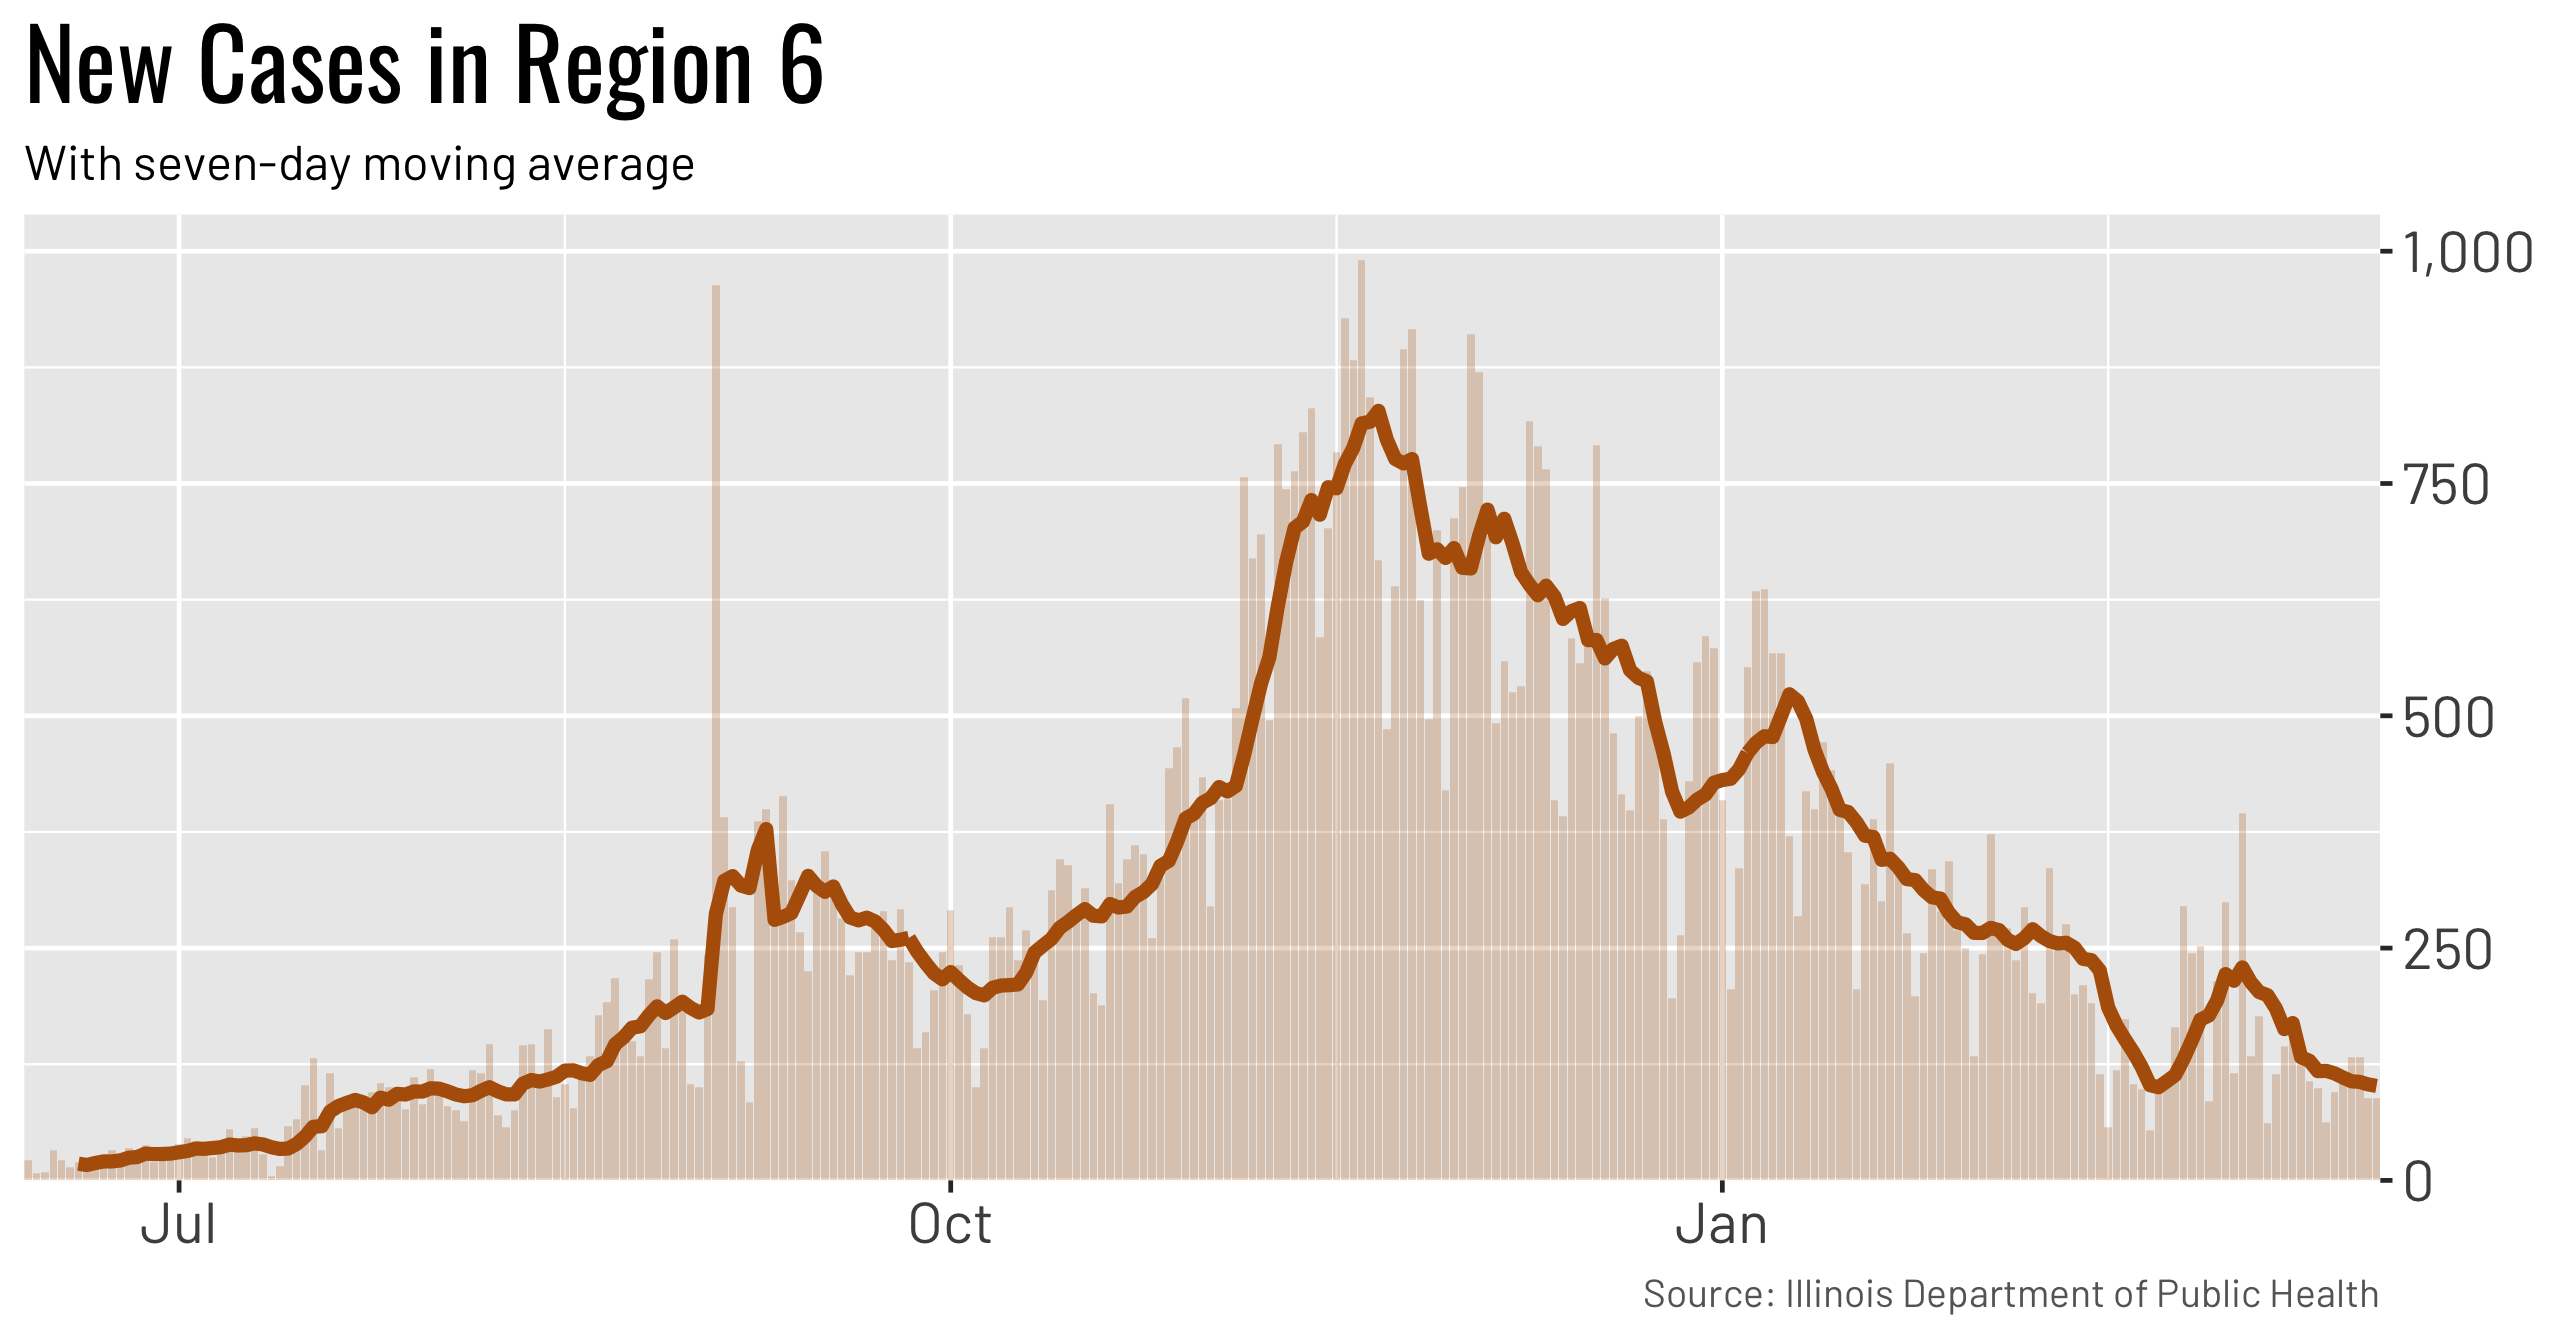 New Cases in Region 6
With seven-day moving average
1,000
750
500
250
0
Jul Oct Jan
Source: Illinois Department of Public Health